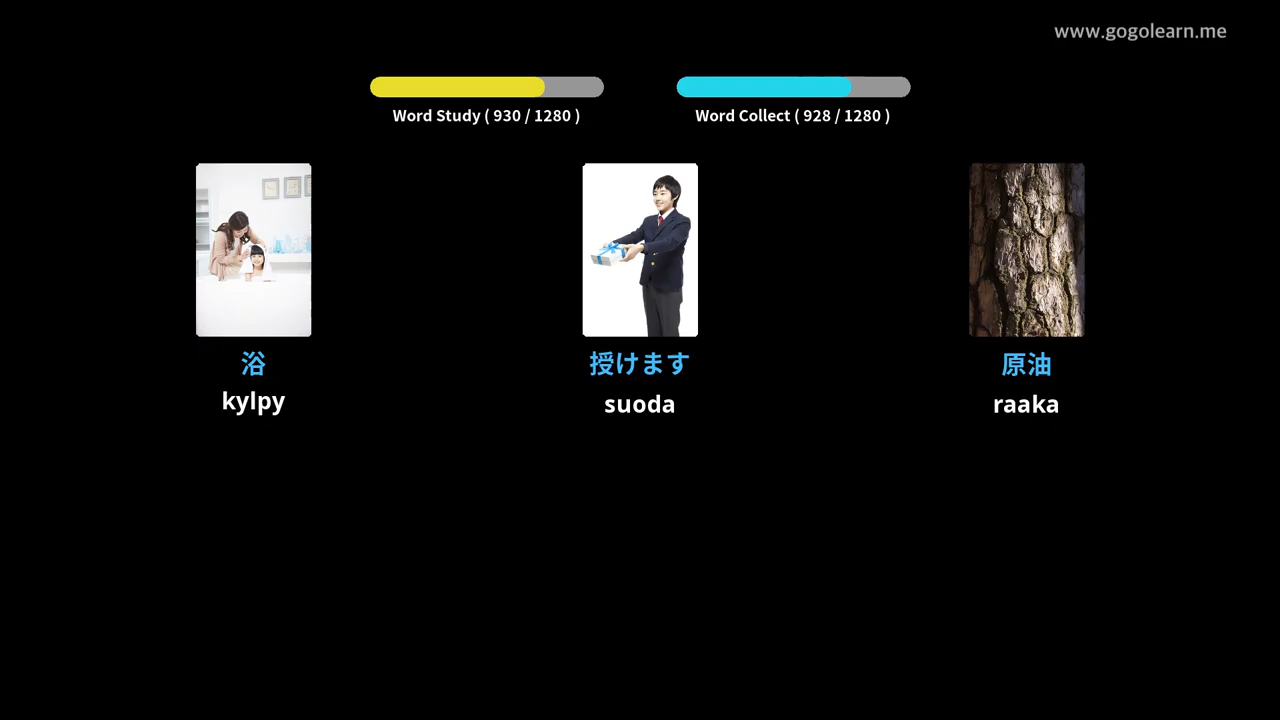 www.gogolearn.me
Word Study ( 930 / 1280 )
Word Collect ( 928 / 1280 )
浴
kylpy
授けます
suoda
原油
raaka